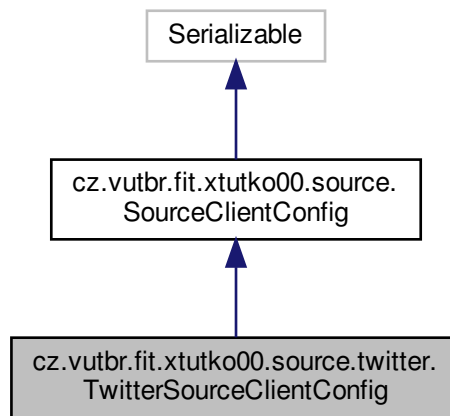 Serializable
cz.vutbr.fit.xtutko00.source.
SourceClientConfig
cz.vutbr.fit.xtutko00.source.twitter.
TwitterSourceClientConfig